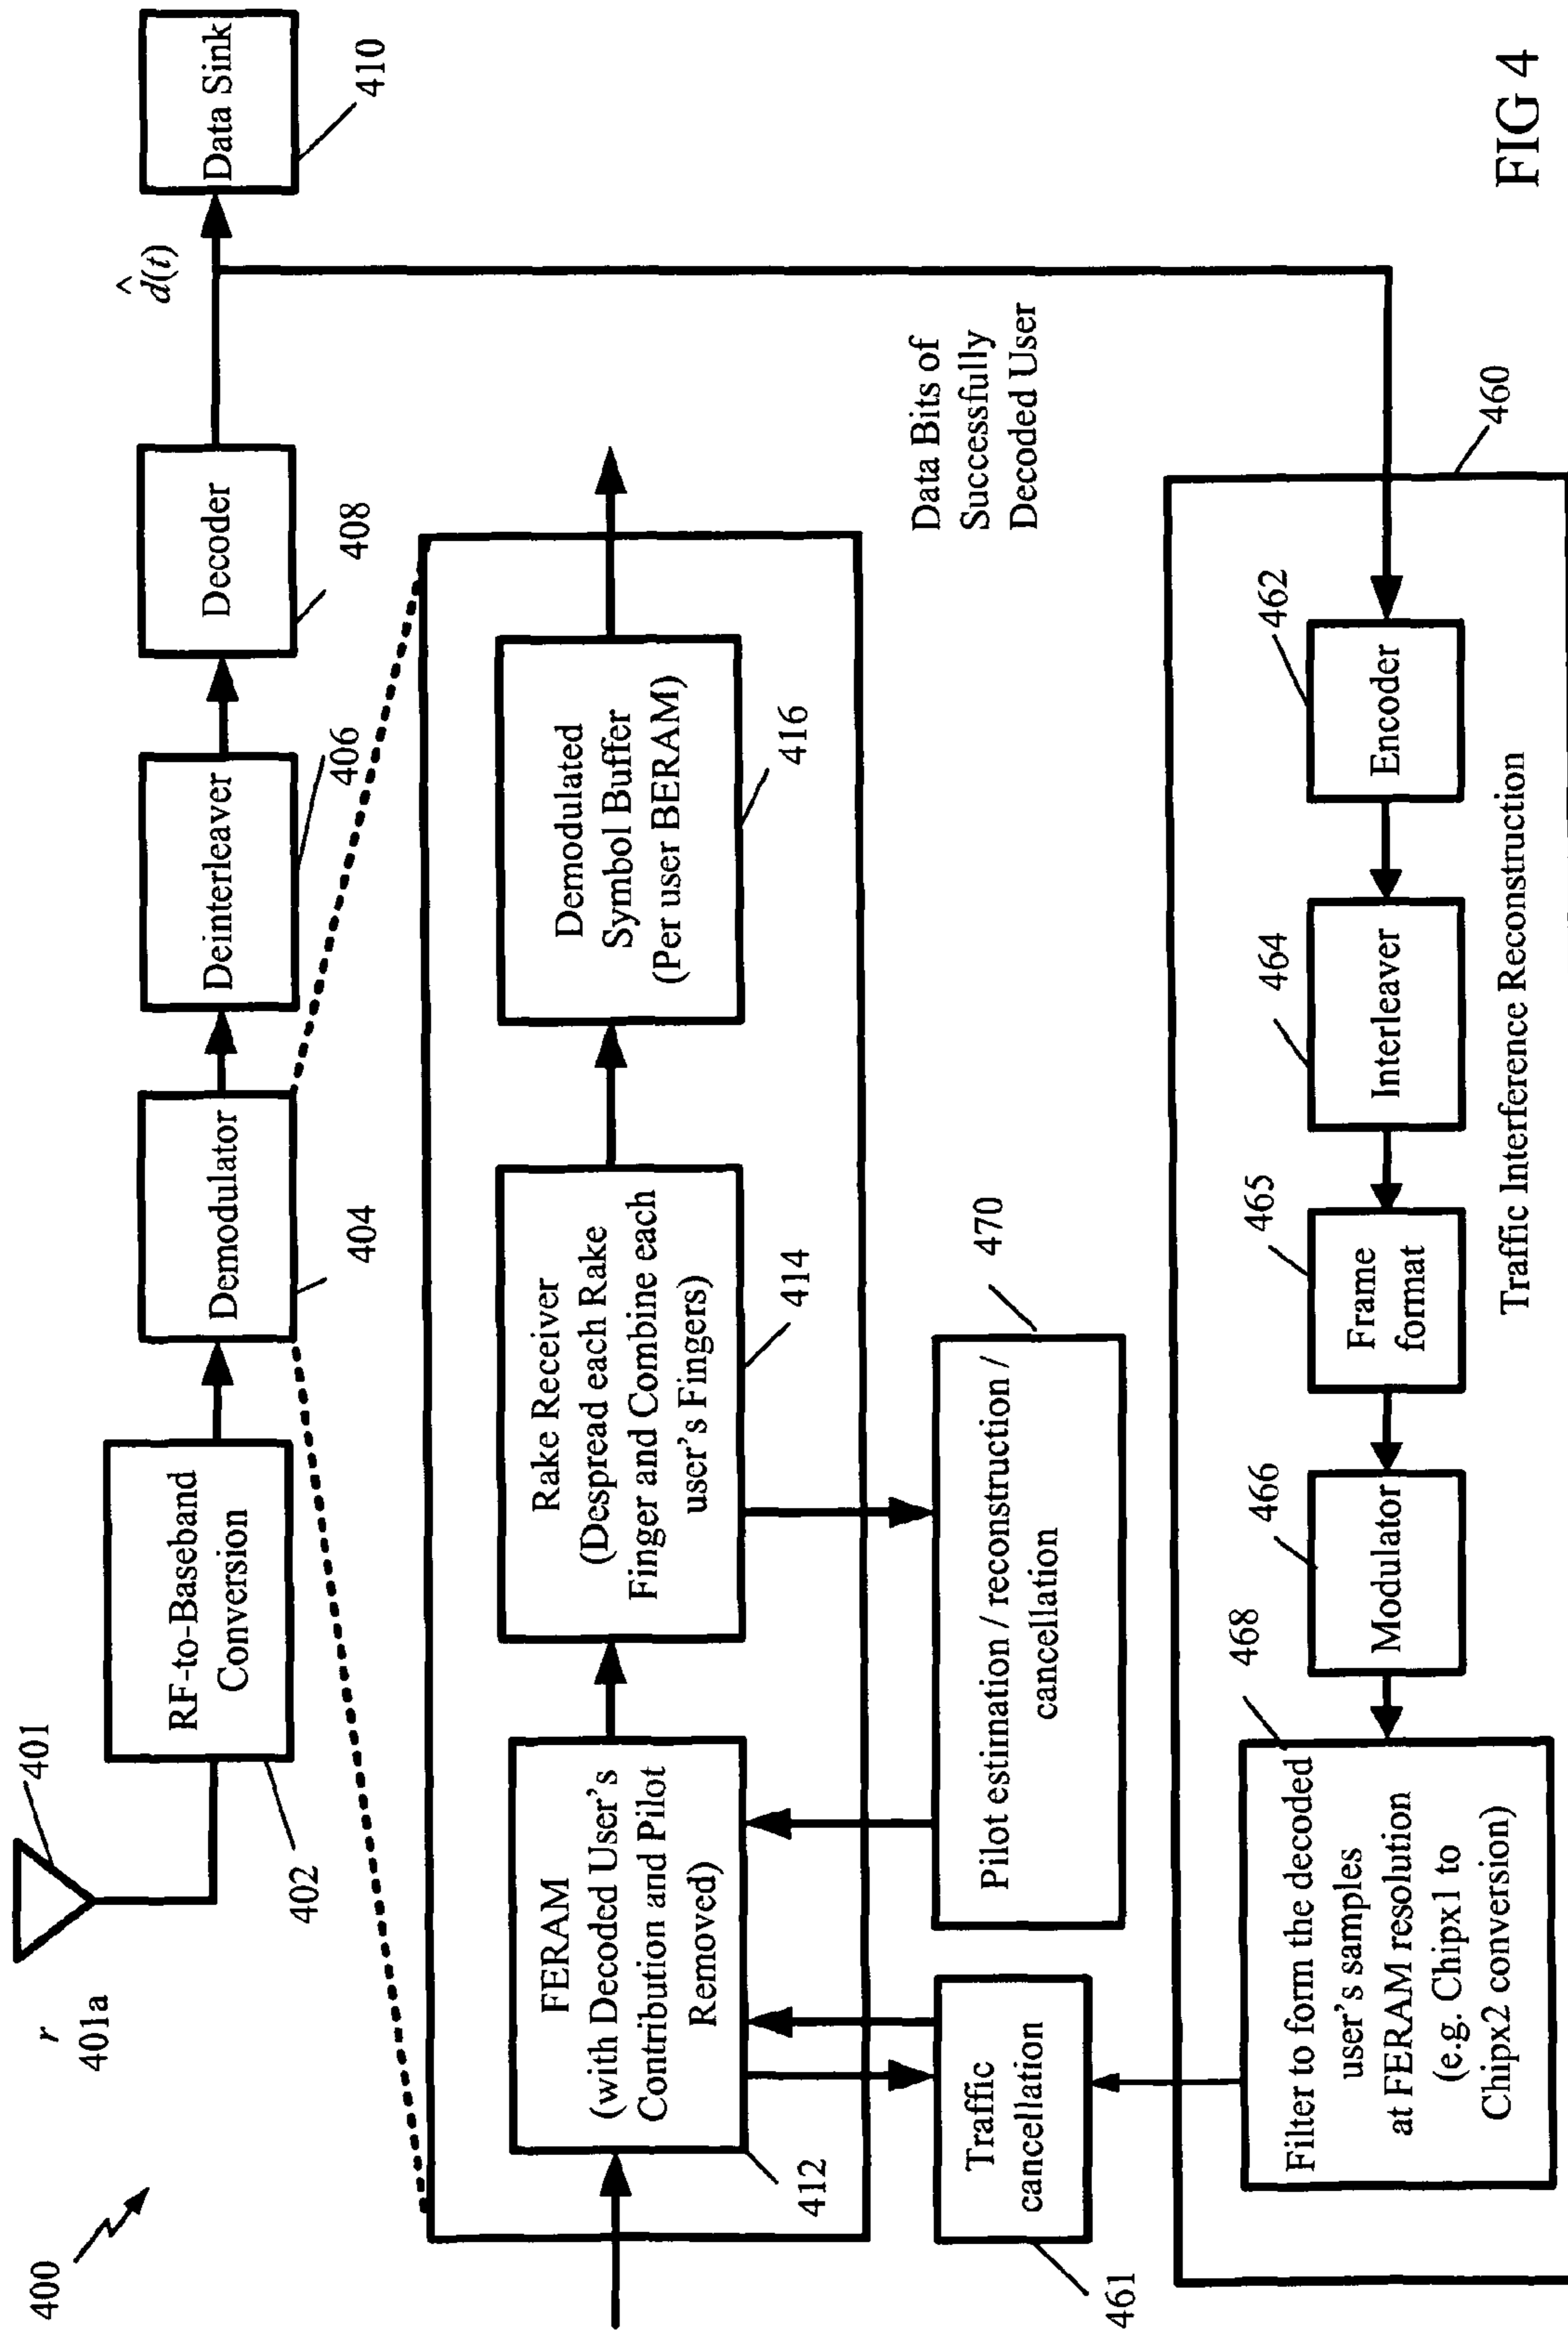 400
r
401a
401
RF-to-Baseband
Conversion
402
Demodulator
404
Deinterleaver
406
Decoder
408
^
d(t)
Data Sink
410
FERAM
(with Decoded User's
Contribution and Pilot
Removed)
412
Rake Receiver
(Despread each Rake
Finger and Combine each
user's Fingers)
414
Demodulated
Symbol Buffer
(Per user BERAM)
416
Traffic
cancellation
461
Pilot estimation / reconstruction /
cancellation
470
Data Bits of
Successfully
Decoded User
460
Filter to form the decoded
user's samples
at FERAM resolution
(e.g. Chipx1 to
Chipx2 conversion)
468
Modulator
466
Frame
format
465
Interleaver
464
Encoder
462
Traffic Interference Reconstruction
FIG 4